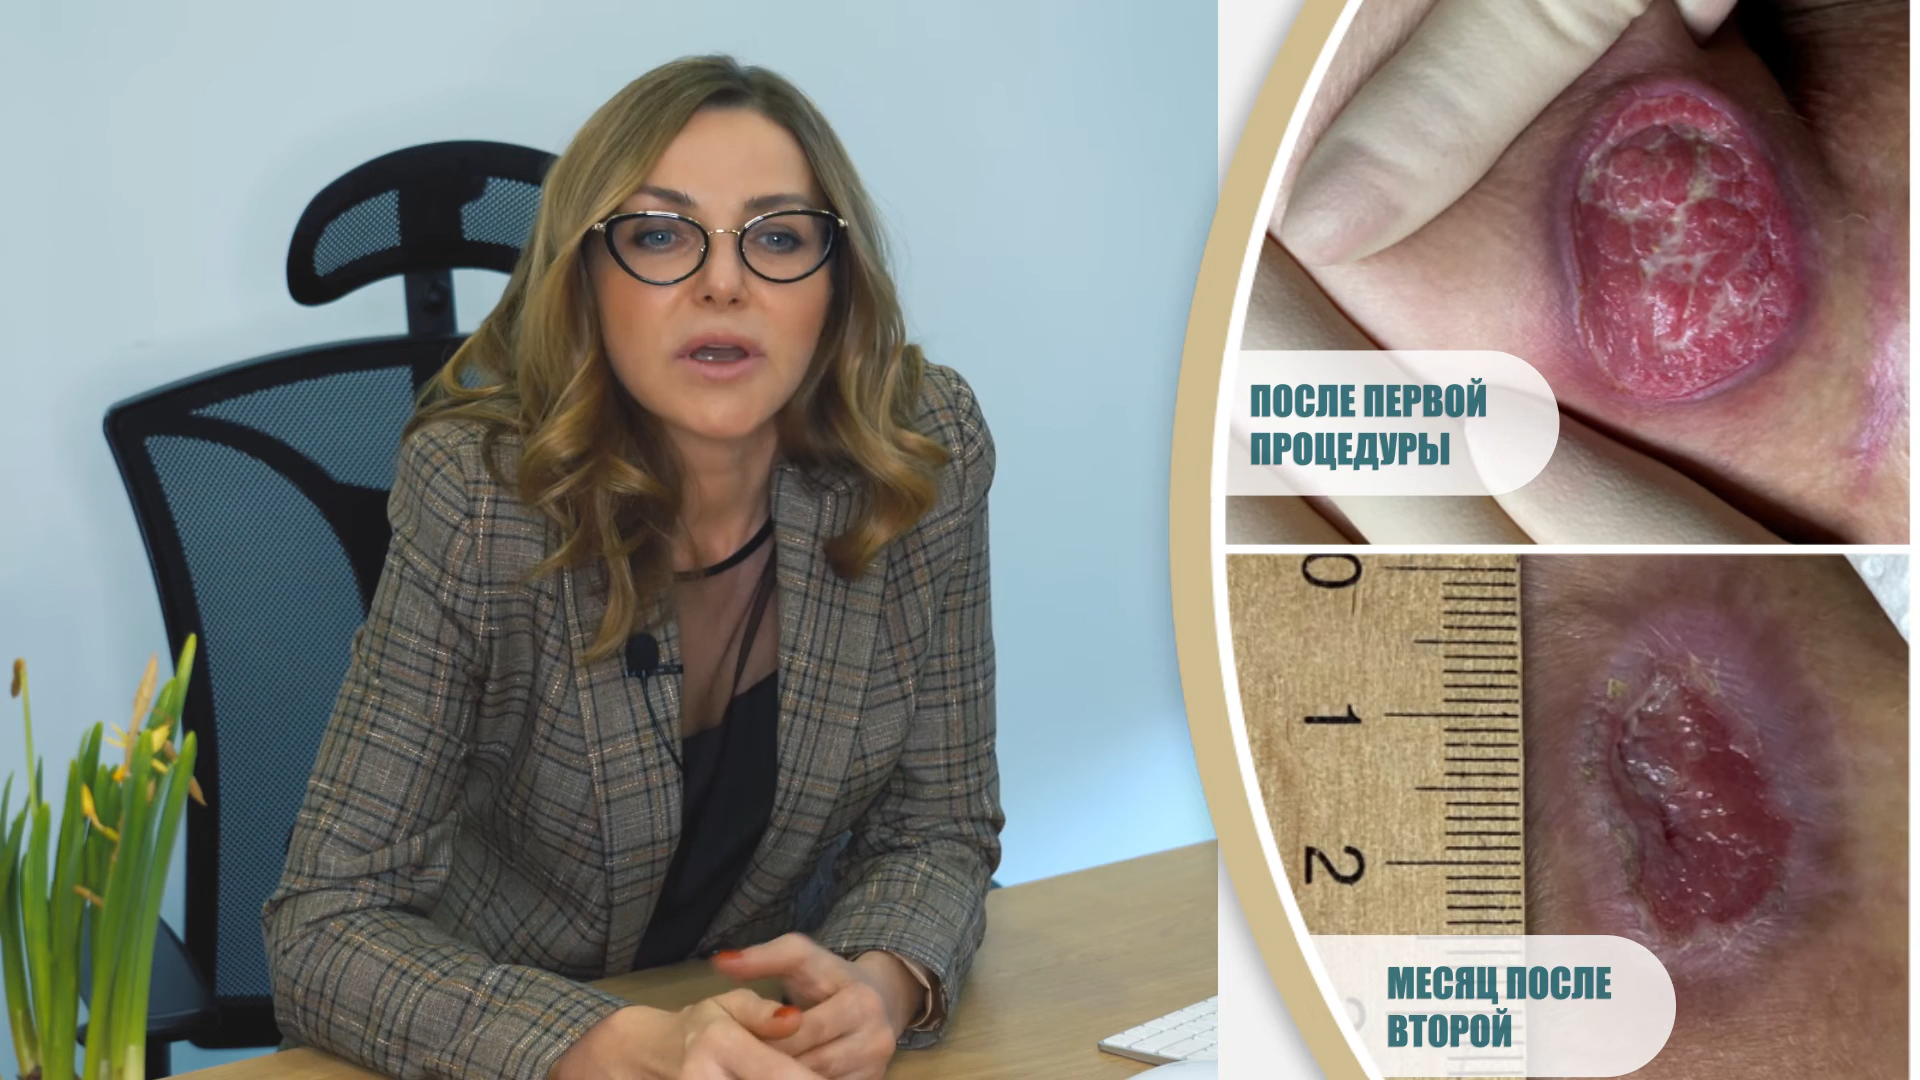 ПОСЛЕ ПЕРВОЙ
ПРОЦЕДУРЫ
0
1
2
МЕСЯЦ ПОСЛЕ
ВТОРОЙ